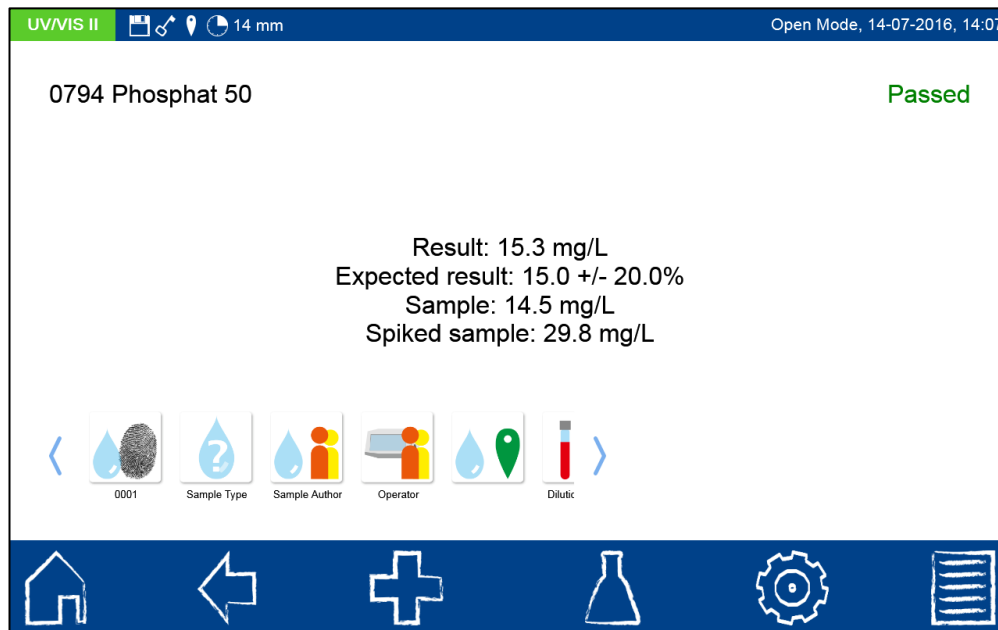 UV/VIS II 14 mm Open Mode, 14-07-2016, 14:07
0794 Phosphat 50 Passed
Result: 15.3 mg/L
Expected result: 15.0 +/- 20.0%
Sample: 14.5 mg/L
Spiked sample: 29.8 mg/L
?
0001 Sample Type Sample Author Operator Dilutic